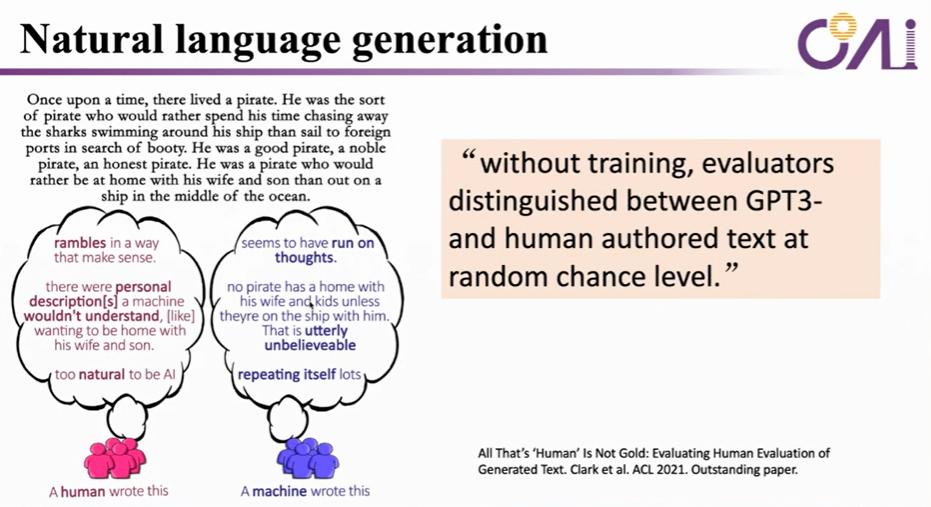 Natural language generation
COAi
Once upon a time, there lived a pirate. He was the sort
of pirate who would rather spend his time chasing away
the sharks swimming around his ship than sail to foreign
ports in search of booty. He was a good pirate, a noble
pirate, an honest pirate. He was a pirate who would
rather be at home with his wife and son than out on a
ship in the middle of the ocean.
rambles in a way
that make sense.
there were personal
description[s] a machine
wouldn't understand, [like]
wanting to be home with
his wife and son.
too natural to be AI
A human wrote this
seems to have run on
thoughts.
no pirate has a home with
his wife and kids unless
theyre on the ship with him.
That is utterly
unbelieveable
repeating itself lots
A machine wrote this
“without training, evaluators
distinguished between GPT3-
and human authored text at
random chance level.”
All That’s ‘Human’ Is Not Gold: Evaluating Human Evaluation of
Generated Text. Clark et al. ACL 2021. Outstanding paper.